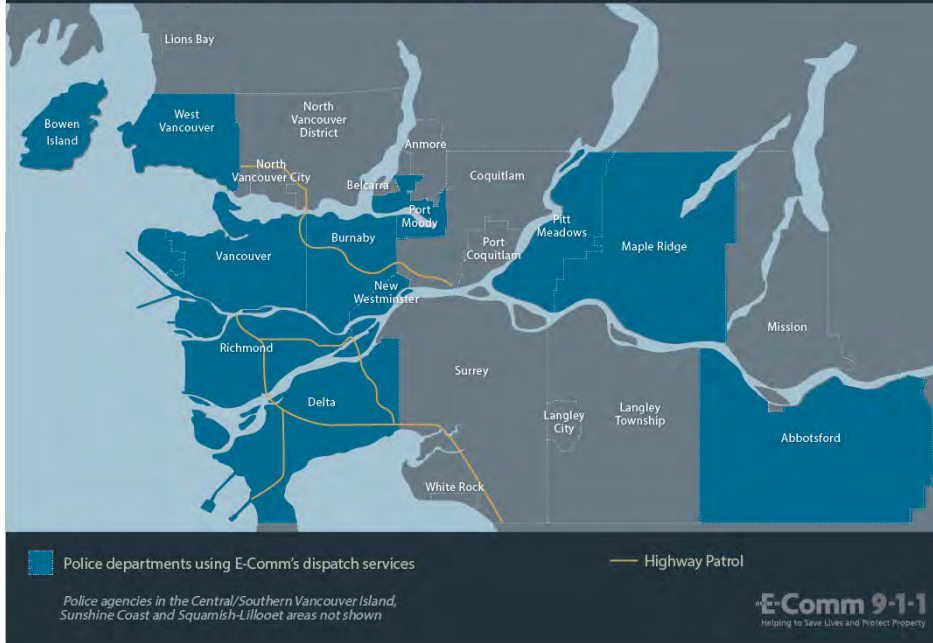 Lions Bay
Bowen
Island
West
Vancouver
North
Vancouver
District
North
Vancouver City
Anmore
Belcarra
Coquitlam
Port
Moody
Port
Coquitlam
Pitt
Meadows
Maple Ridge
Vancouver
Burnaby
New
Westminster
Mission
Richmond
Surrey
Delta
Langley
City
Langley
Township
Abbotsford
White Rock
Police departments using E-Comm's dispatch services
Highway Patrol
Police agencies in the Central/Southern Vancouver Island,
Sunshine Coast and Squamish-Lillooet areas not shown
E-Comm 9-1-1
Helping to Save Lives and Protect Property